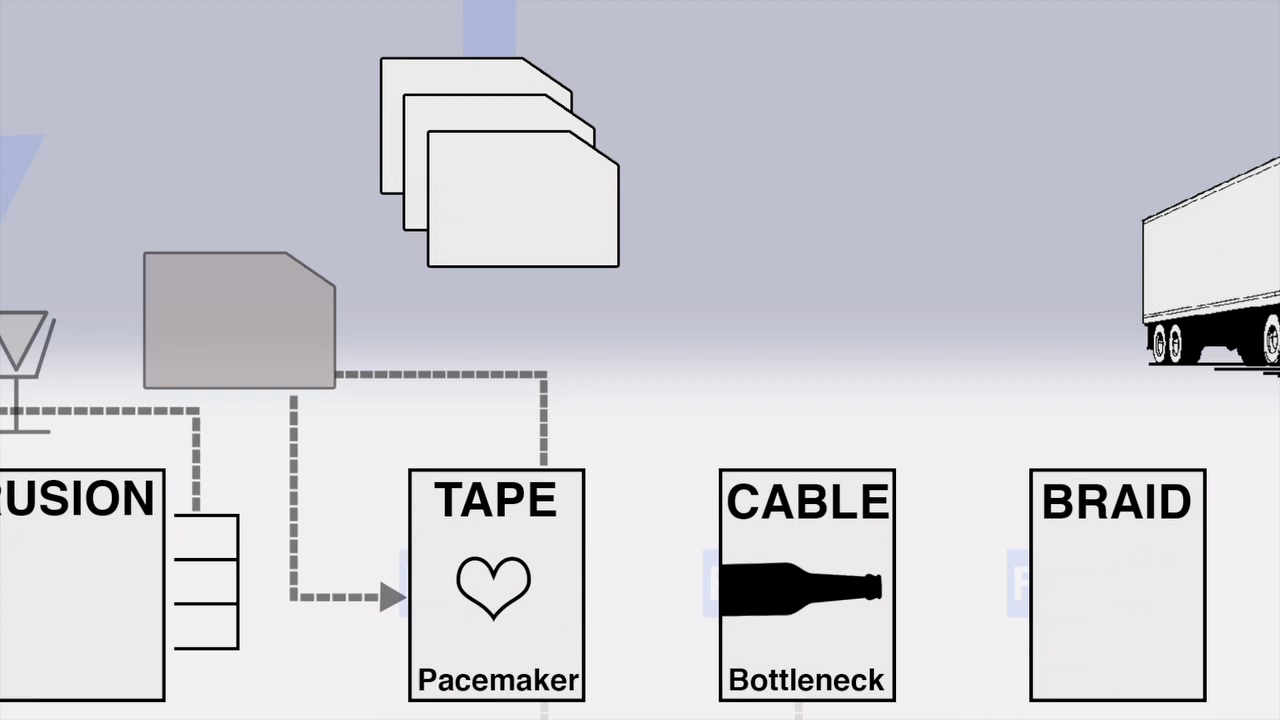 RUSION
TAPE
CABLE
BRAID
Pacemaker
Bottleneck